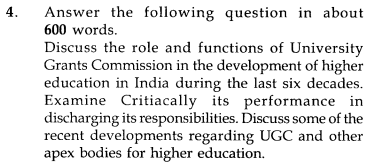 4. Answer the following question in about
600 words.
Discuss the role and functions of University
Grants Commission in the development of higher
education in India during the last six decades.
Examine Critiacally its performance in
discharging its responsibilities. Discuss some of the
recent developments regarding UGC and other
apex bodies for higher education.